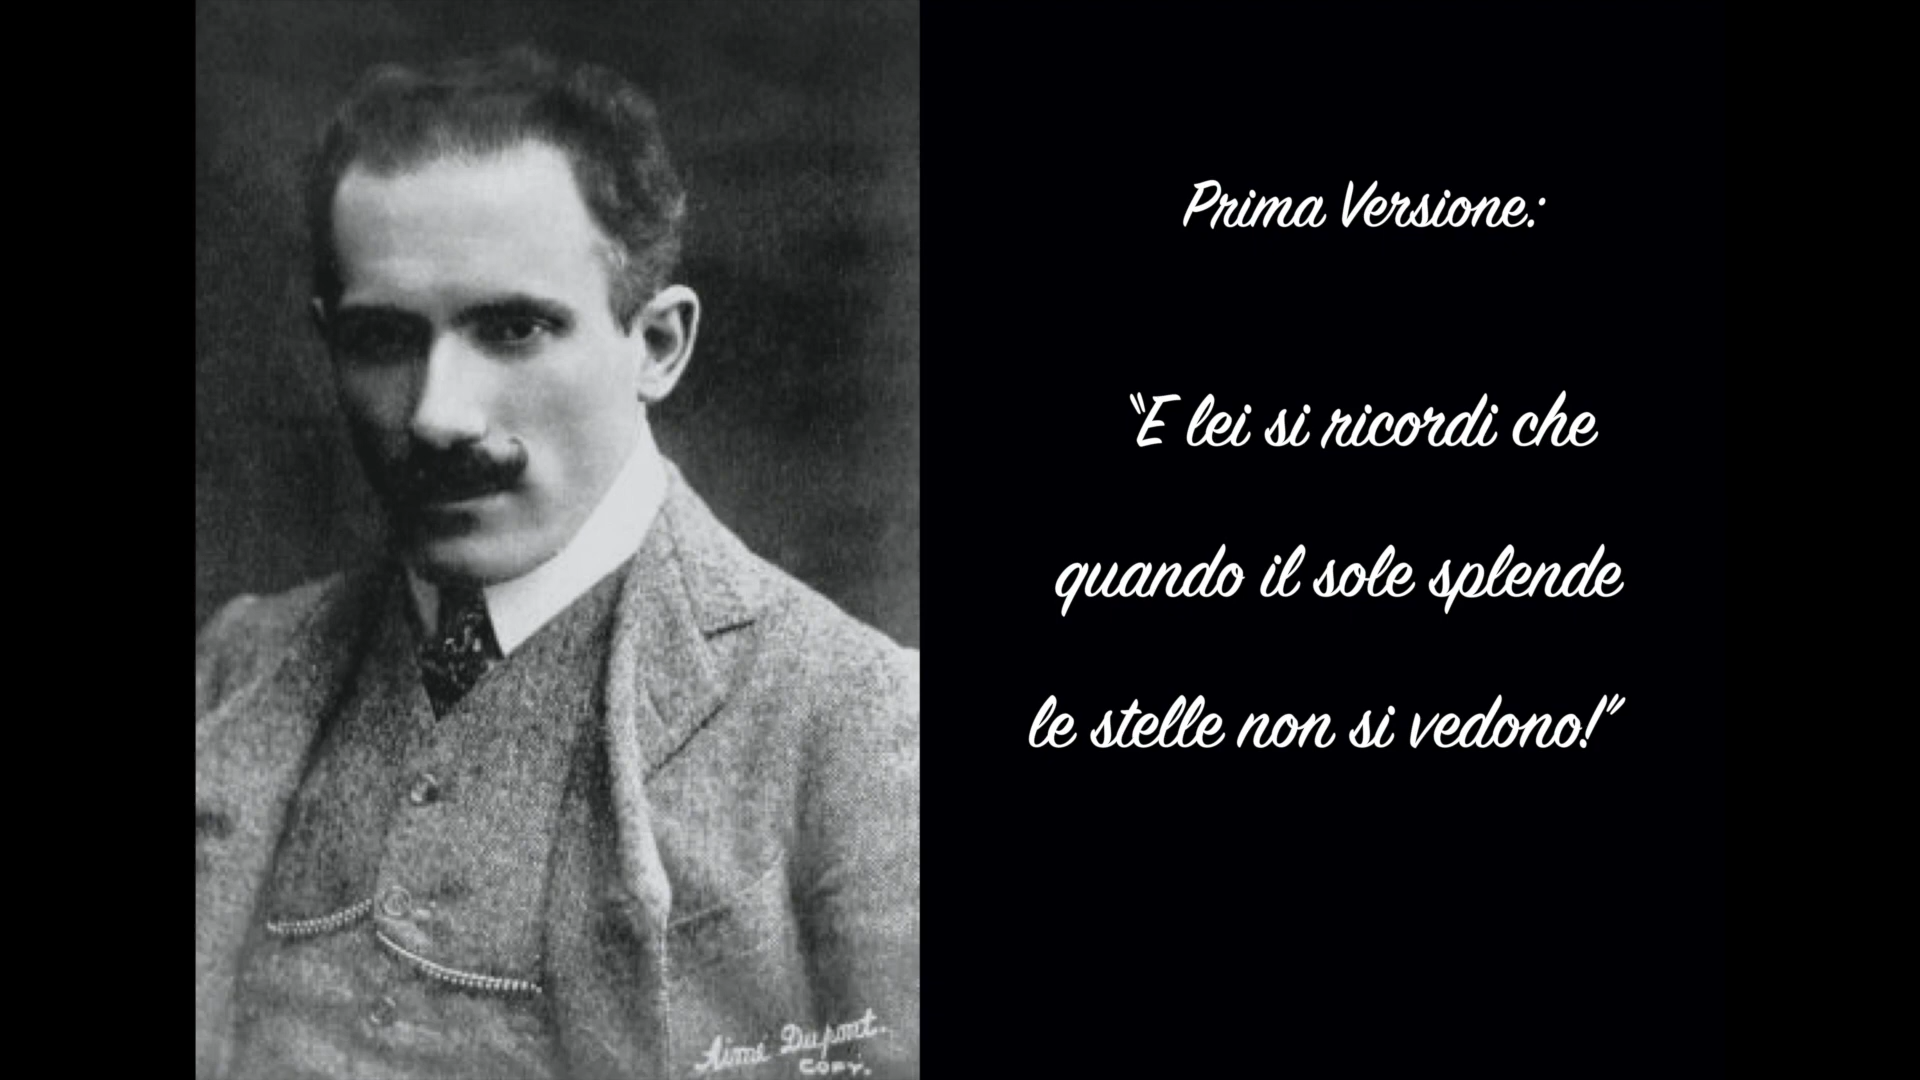 Prima Versione:
“E lei si ricordi che
quando il sole splende
le stelle non si vedono!”
Aimé Dupont.
COPY.